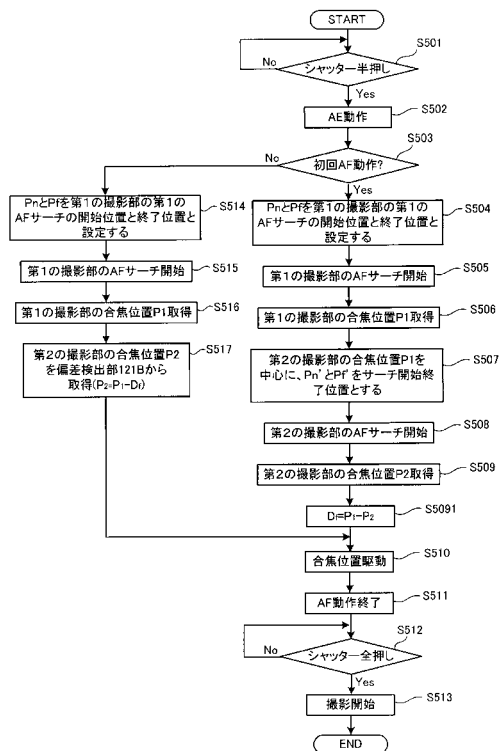 START
S501
シャッター半押し
No
Yes
S502
AE動作
S503
初回AF動作?
No
Yes
S514
PnとPfを第1の撮影部の第1の
AFサーチの開始位置と終了位置と
設定する
S504
PnとPfを第1の撮影部の第1の
AFサーチの開始位置と終了位置と
設定する
S515
第1の撮影部のAFサーチ開始
S505
第1の撮影部のAFサーチ開始
S516
第1の撮影部の合焦位置P1取得
S506
第1の撮影部の合焦位置P1取得
S517
第2の撮影部の合焦位置P2
を偏差検出部121Bから
取得(P2=P1-Df)
S507
第2の撮影部の合焦位置P1を
中心に、Pn'とPf'をサーチ開始終
了位置とする
S508
第2の撮影部のAFサーチ開始
S509
第2の撮影部の合焦位置P2取得
S5091
Df=P1-P2
S510
合焦位置駆動
S511
AF動作終了
S512
シャッター全押し
No
Yes
S513
撮影開始
END